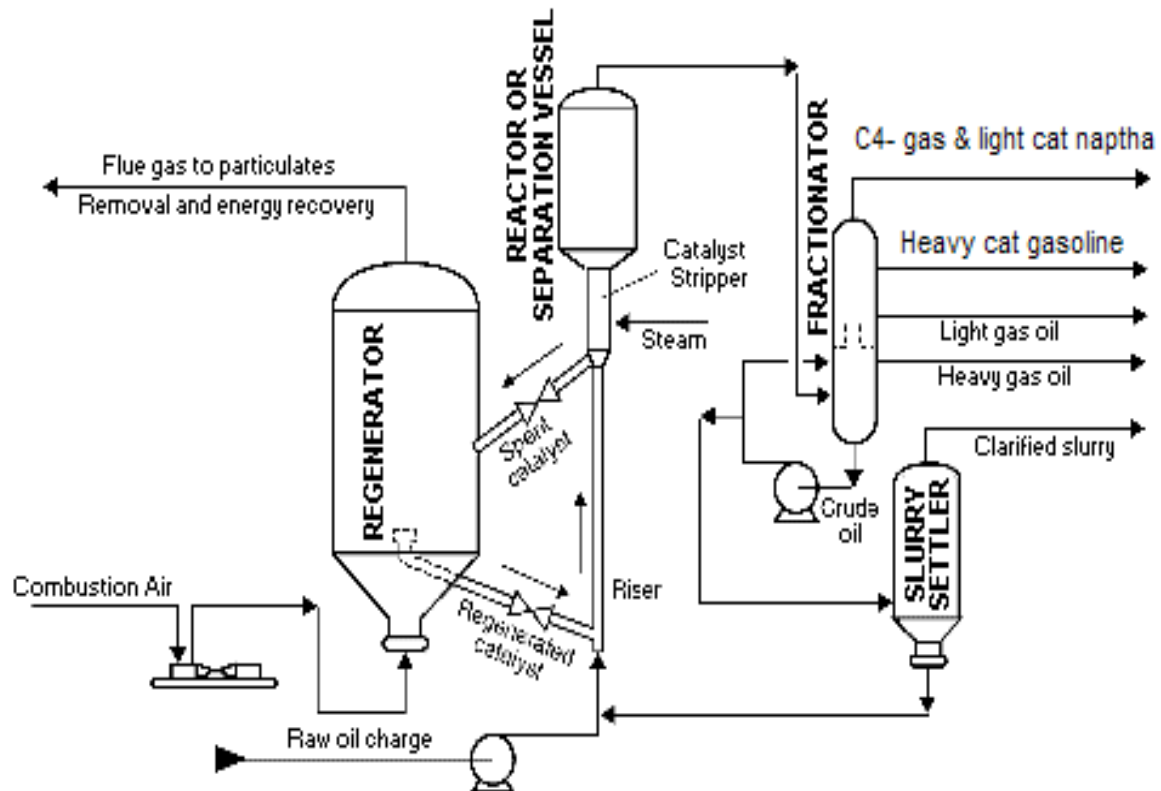 REACTOR OR
SEPARATION VESSEL
Flue gas to particulates
Removal and energy recovery
C4- gas & light cat naptha
FRACTIONATOR
Heavy cat gasoline
Catalyst
Stripper
Steam
Light gas oil
Heavy gas oil
REGENERATOR
Spent
catalyst
Clarified slurry
Crude
oil
SLURRY
SETTLER
Combustion Air
Riser
Regenerated
catalyst
Raw oil charge